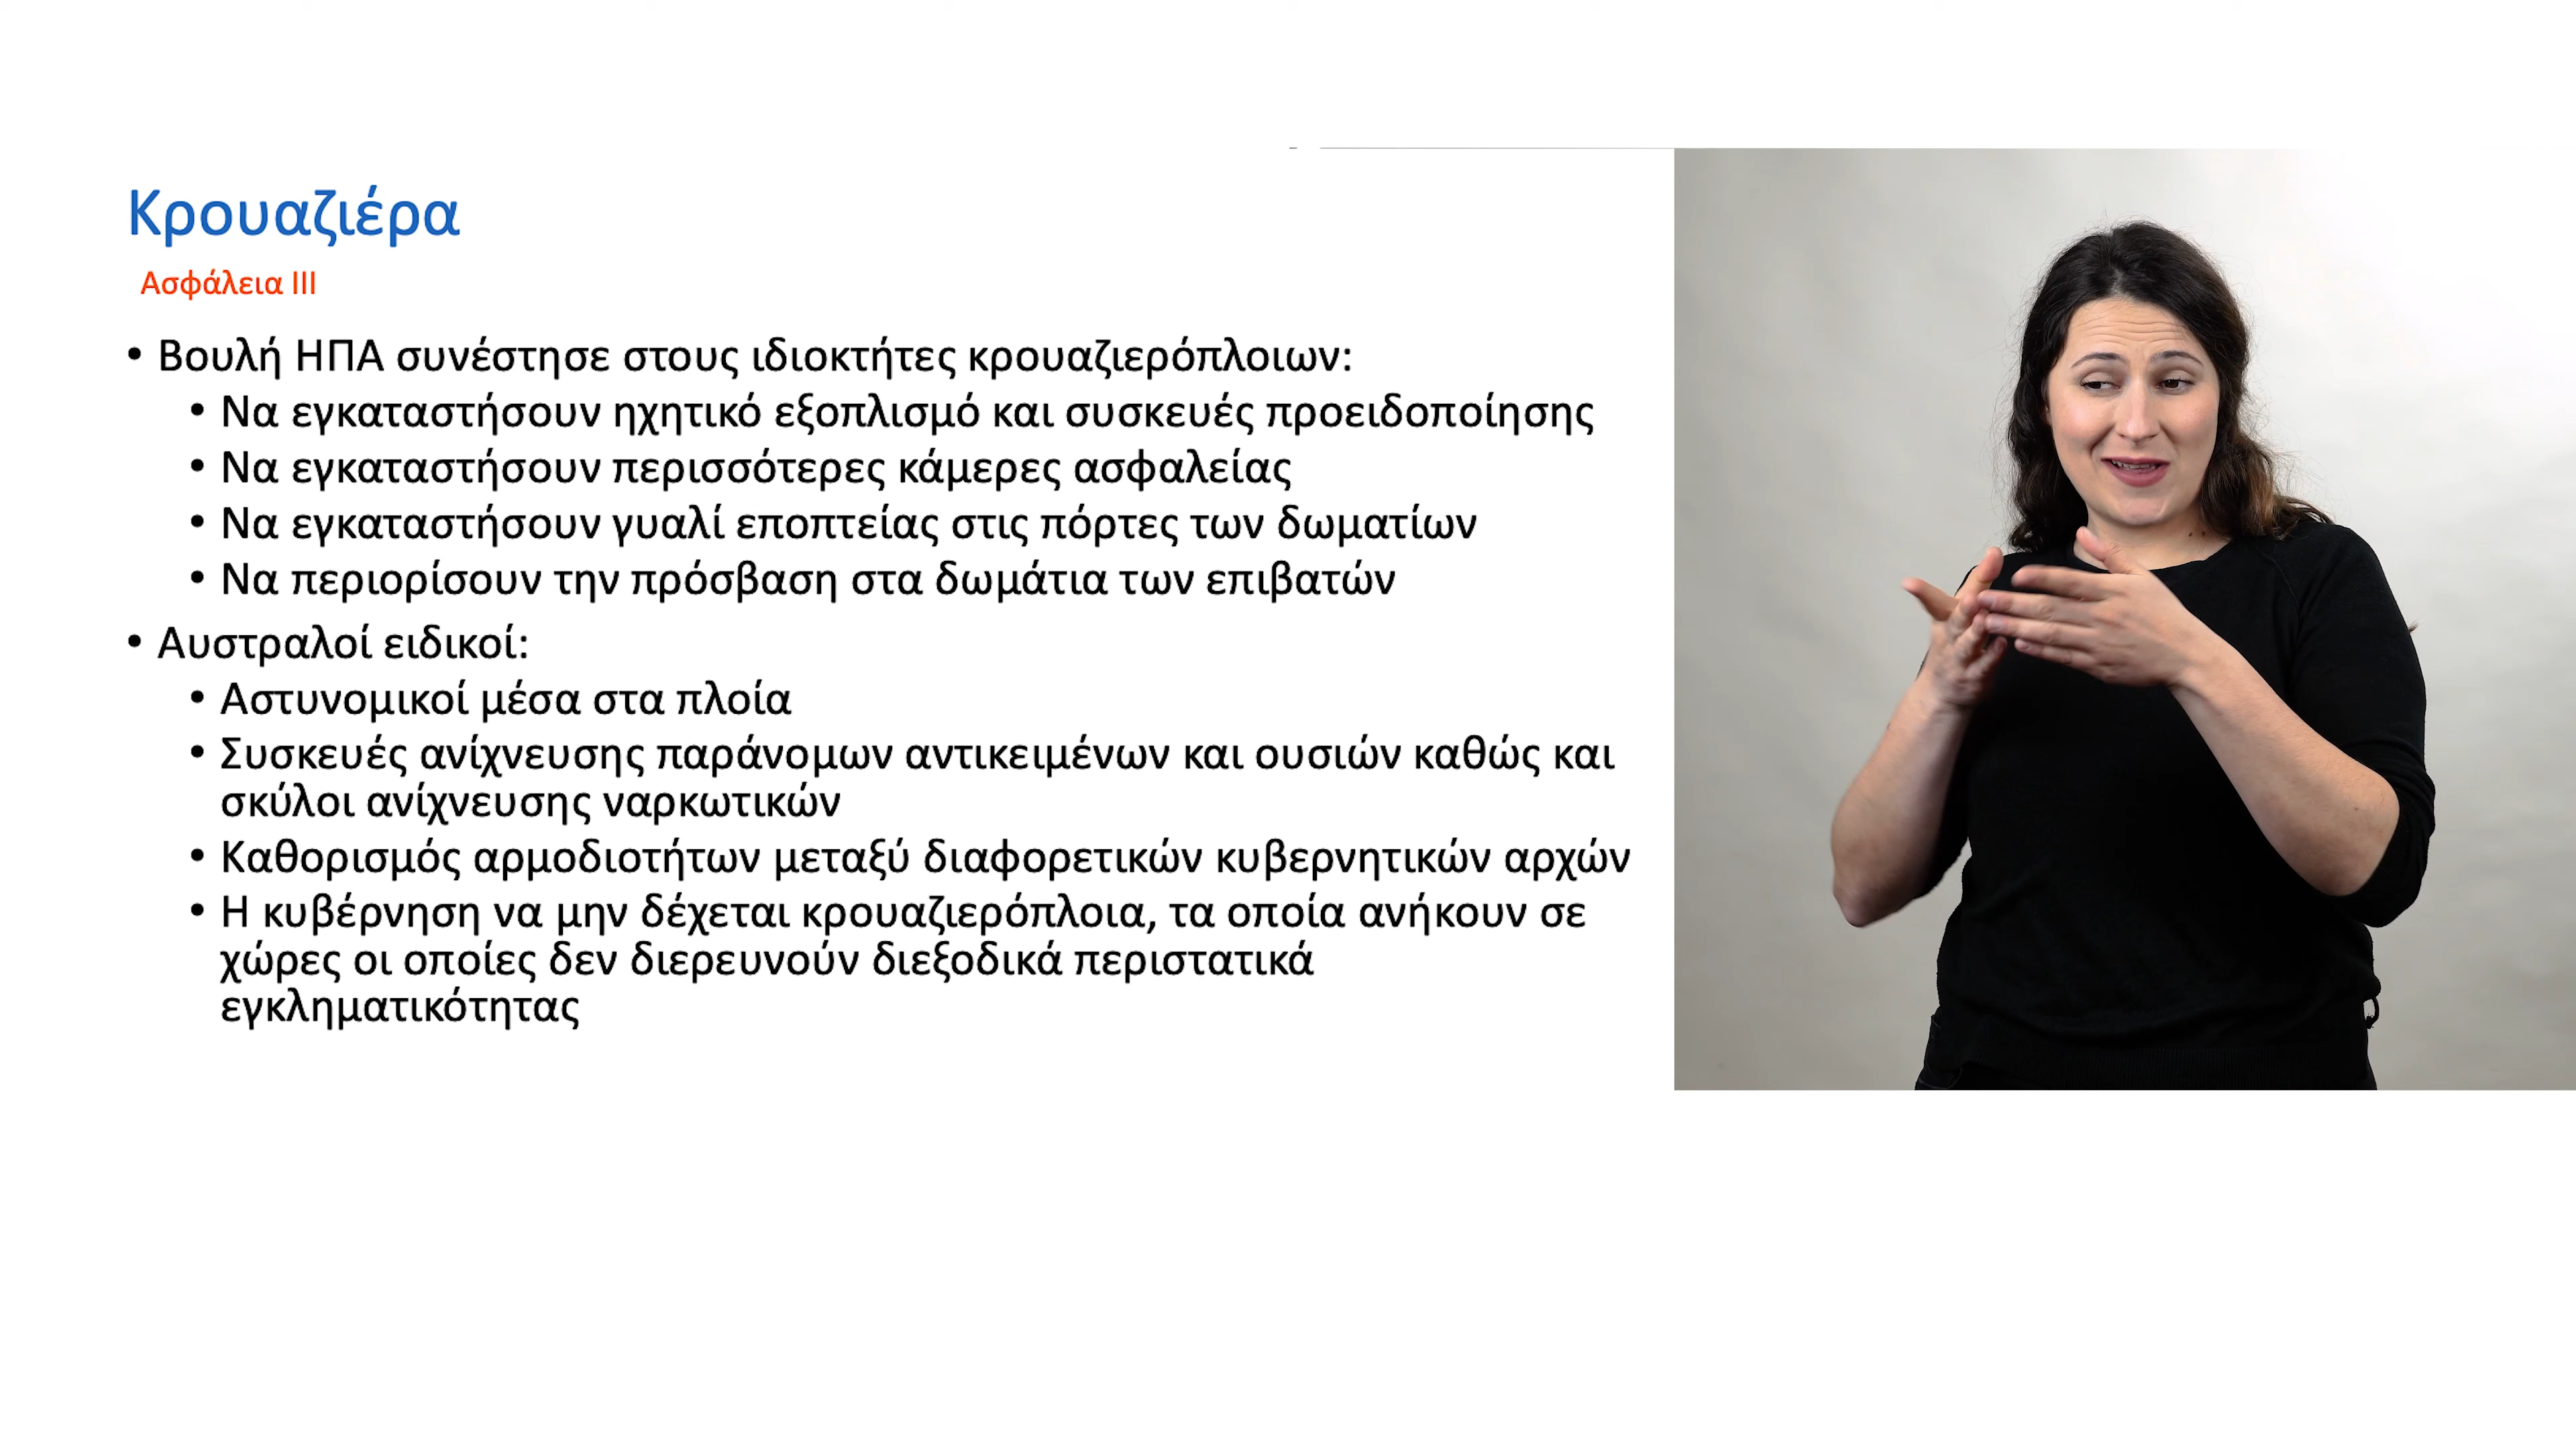 Κρουαζιέρα
Ασφάλεια III
• Βουλή ΗΠΑ συνέστησε στους ιδιοκτήτες κρουαζιερόπλοιων:
• Να εγκαταστήσουν ηχητικό εξοπλισμό και συσκευές προειδοποίησης
• Να εγκαταστήσουν περισσότερες κάμερες ασφαλείας
• Να εγκαταστήσουν γυαλί εποπτείας στις πόρτες των δωματίων
• Να περιορίσουν την πρόσβαση στα δωμάτια των επιβατών
• Αυστραλοί ειδικοί:
• Αστυνομικοί μέσα στα πλοία
• Συσκευές ανίχνευσης παράνομων αντικειμένων και ουσιών καθώς και
σκύλοι ανίχνευσης ναρκωτικών
• Καθορισμός αρμοδιοτήτων μεταξύ διαφορετικών κυβερνητικών αρχών
• Η κυβέρνηση να μην δέχεται κρουαζιερόπλοια, τα οποία ανήκουν σε
χώρες οι οποίες δεν διερευνούν διεξοδικά περιστατικά
εγκληματικότητας